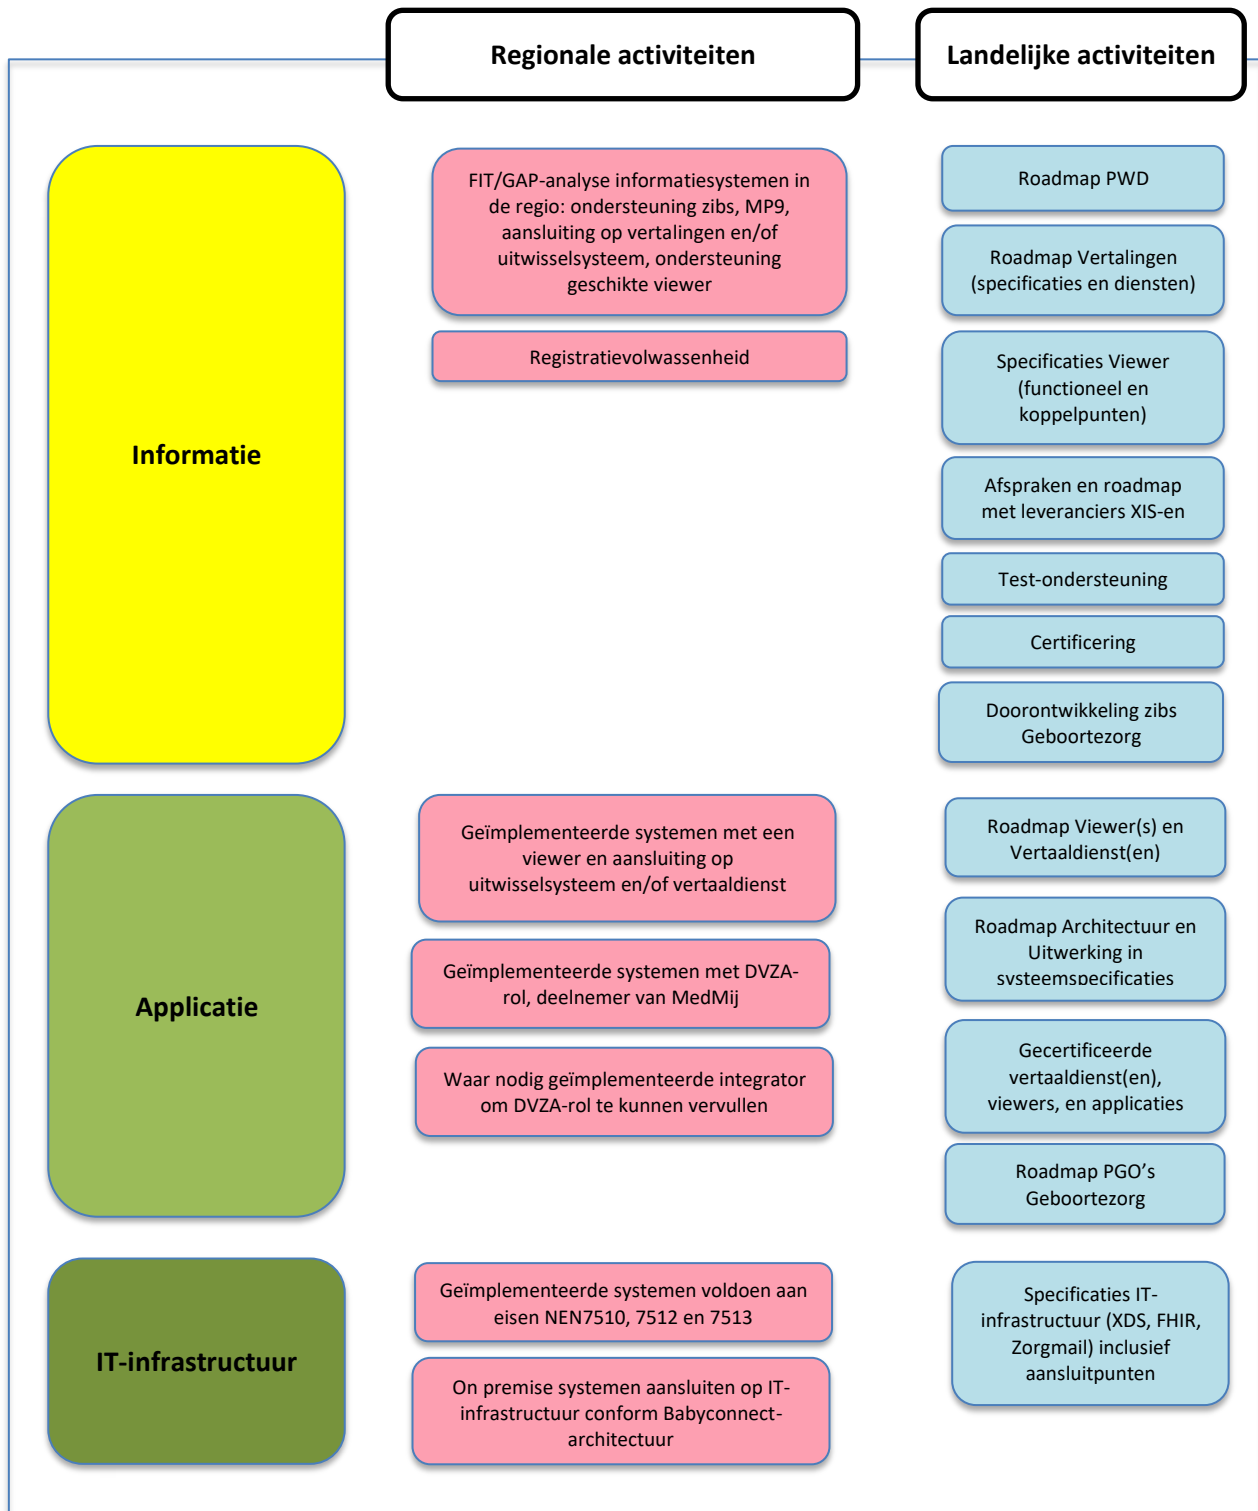 Regionale activiteiten
Landelijke activiteiten
Informatie
FIT/GAP-analyse informatiesystemen in
de regio: ondersteuning zibs, MP9,
aansluiting op vertalingen en/of
uitwisselsysteem, ondersteuning
geschikte viewer
Registratievolwassenheid
Roadmap PWD
Roadmap Vertalingen
(specificaties en diensten)
Specificaties Viewer
(functioneel en
koppelpunten)
Afspraken en roadmap
met leveranciers XIS-en
Test-ondersteuning
Certificering
Doorontwikkeling zibs
Geboortezorg
Applicatie
Geïmplementeerde systemen met een
viewer en aansluiting op
uitwisselsysteem en/of vertaaldienst
Geïmplementeerde systemen met DVZA-
rol, deelnemer van MedMij
Waar nodig geïmplementeerde integrator
om DVZA-rol te kunnen vervullen
Roadmap Viewer(s) en
Vertaaldienst(en)
Roadmap Architectuur en
Uitwerking in
systeemspecificaties
Gecertificeerde
vertaaldienst(en),
viewers, en applicaties
Roadmap PGO’s
Geboortezorg
IT-infrastructuur
Geïmplementeerde systemen voldoen aan
eisen NEN7510, 7512 en 7513
On premise systemen aansluiten op IT-
infrastructuur conform Babyconnect-
architectuur
Specificaties IT-
infrastructuur (XDS, FHIR,
Zorgmail) inclusief
aansluitpunten